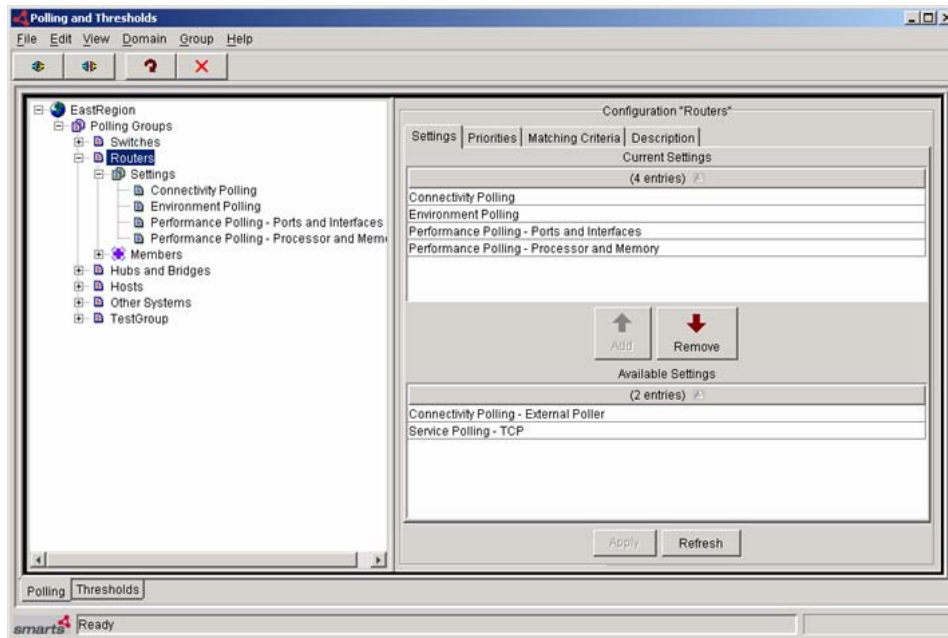 Polling and Thresholds
File Edit View Domain Group Help
EastRegion
Polling Groups
Switches
Routers
Settings
Connectivity Polling
Environment Polling
Performance Polling - Ports and Interfaces
Performance Polling - Processor and Mem
Members
Hubs and Bridges
Hosts
Other Systems
TestGroup
Configuration "Routers"
Settings Priorities Matching Criteria Description
Current Settings
(4 entries)
Connectivity Polling
Environment Polling
Performance Polling - Ports and Interfaces
Performance Polling - Processor and Memory
Add Remove
Available Settings
(2 entries)
Connectivity Polling - External Poller
Service Polling - TCP
Apply Refresh
Polling Thresholds
smarts Ready